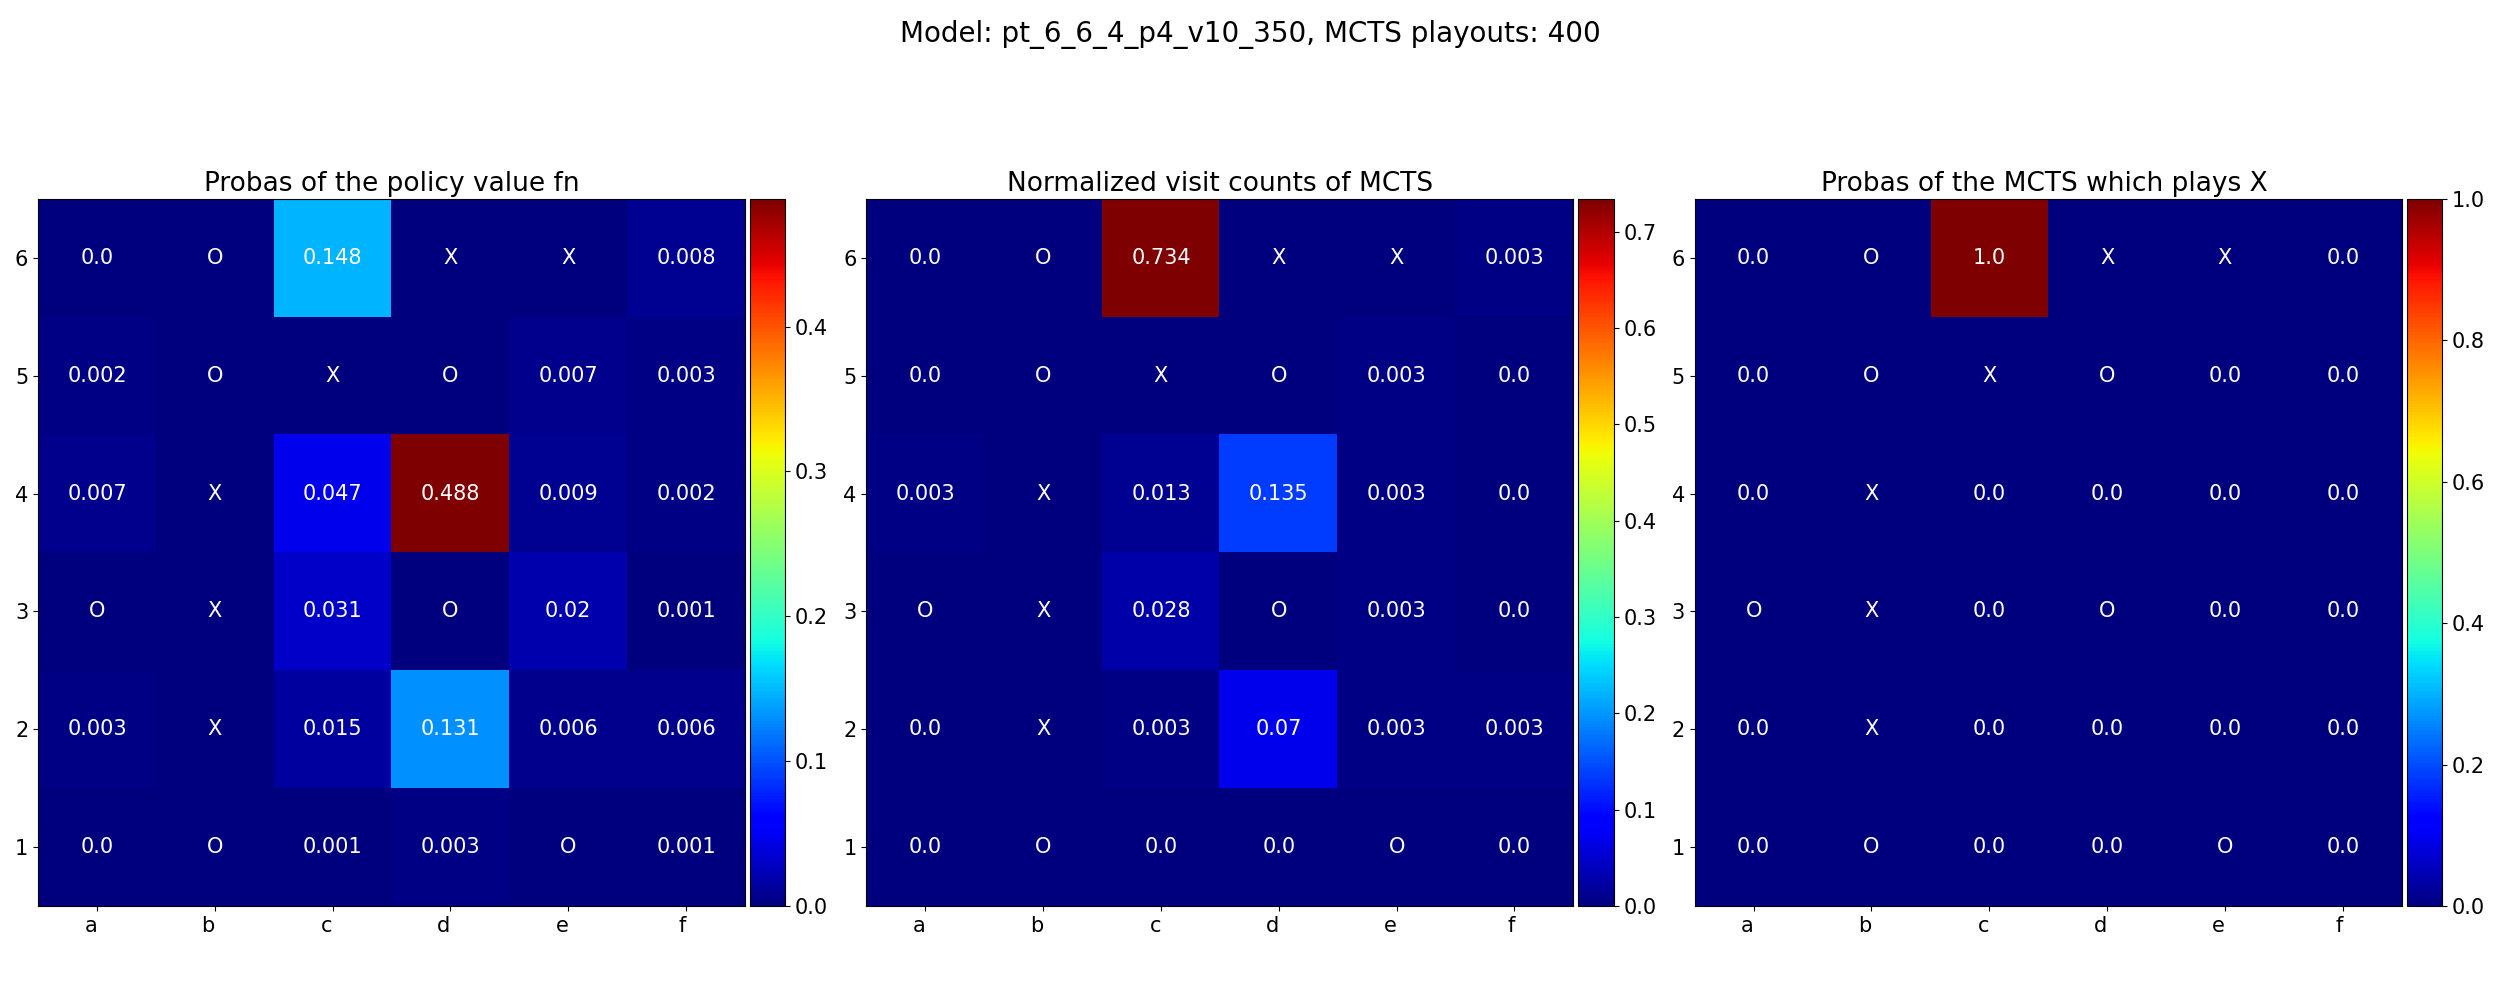 Model: pt_6_6_4_p4_v10_350, MCTS playouts: 400
Probas of the policy value fn
6 0.0 O 0.148 X X 0.008
5 0.002 O X O 0.007 0.003
4 0.007 X 0.047 0.488 0.009 0.002
3 O X 0.031 O 0.02 0.001
2 0.003 X 0.015 0.131 0.006 0.006
1 0.0 O 0.001 0.003 O 0.001
a b c d e f
0.4
0.3
0.2
0.1
0.0
Normalized visit counts of MCTS
6 0.0 O 0.734 X X 0.003
5 0.0 O X O 0.003 0.0
4 0.003 X 0.013 0.135 0.003 0.0
3 O X 0.028 O 0.003 0.0
2 0.0 X 0.003 0.07 0.003 0.003
1 0.0 O 0.0 0.0 O 0.0
a b c d e f
0.7
0.6
0.5
0.4
0.3
0.2
0.1
0.0
Probas of the MCTS which plays X
6 0.0 O 1.0 X X 0.0
5 0.0 O X O 0.0 0.0
4 0.0 X 0.0 0.0 0.0 0.0
3 O X 0.0 O 0.0 0.0
2 0.0 X 0.0 0.0 0.0 0.0
1 0.0 O 0.0 0.0 O 0.0
a b c d e f
1.0
0.8
0.6
0.4
0.2
0.0